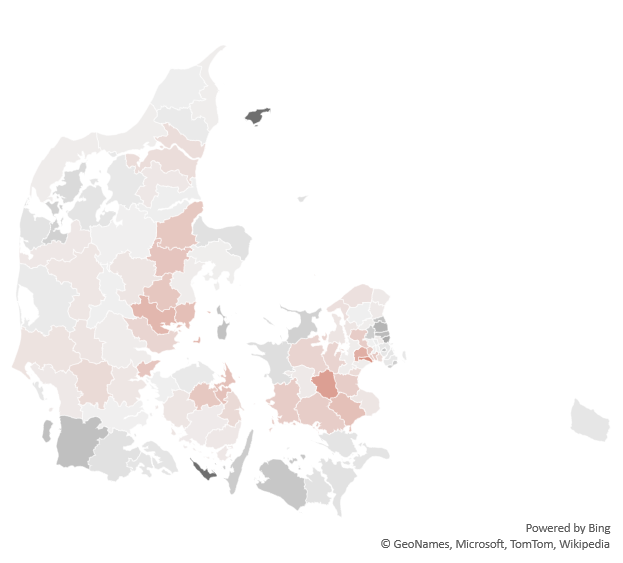 Powered by Bing
© GeoNames, Microsoft, TomTom, Wikipedia